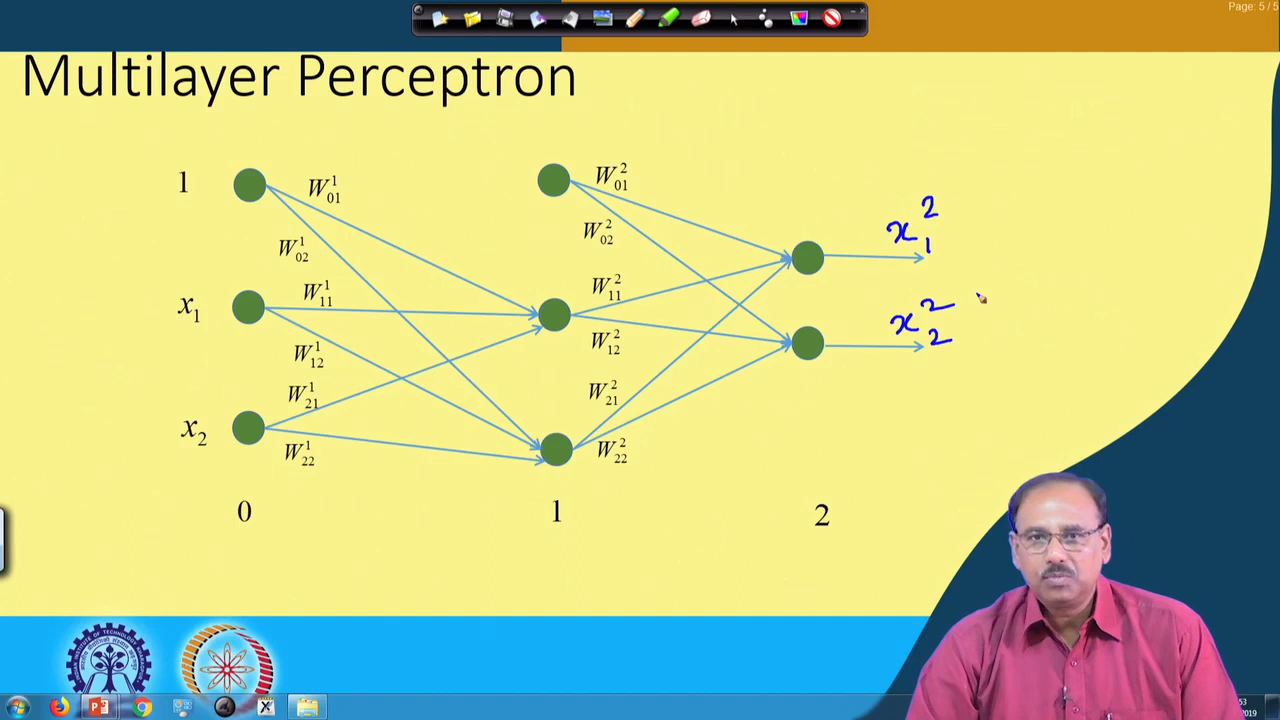 Page: 5 / 5
Multilayer Perceptron
1
W^1_01
W^2_01
x^2_1
W^1_02
W^2_02
x_1
W^1_11
W^2_11
x^2_2
W^1_12
W^2_12
W^1_21
W^2_21
x_2
W^1_22
W^2_22
0
1
2